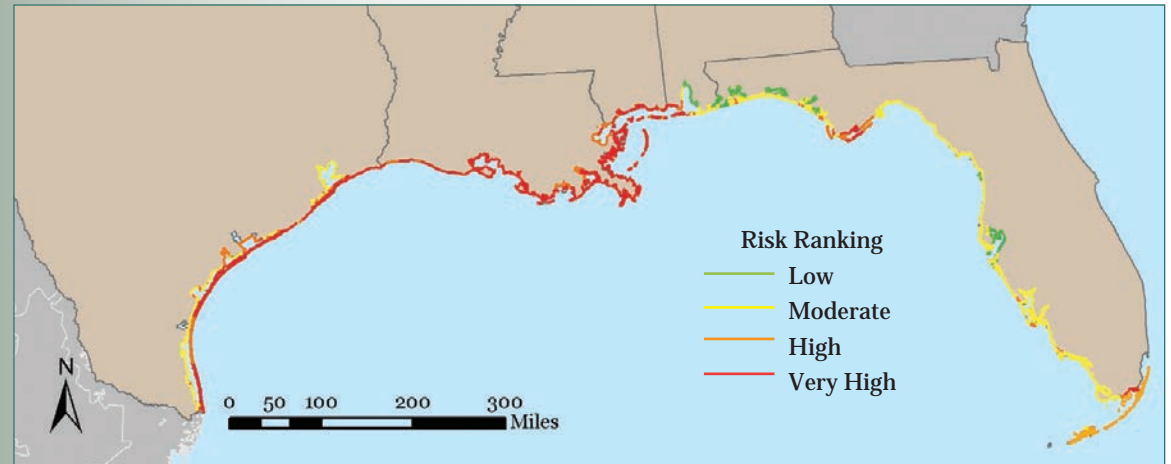 Risk Ranking
Low
Moderate
High
Very High
N
0 50 100 200 300
Miles